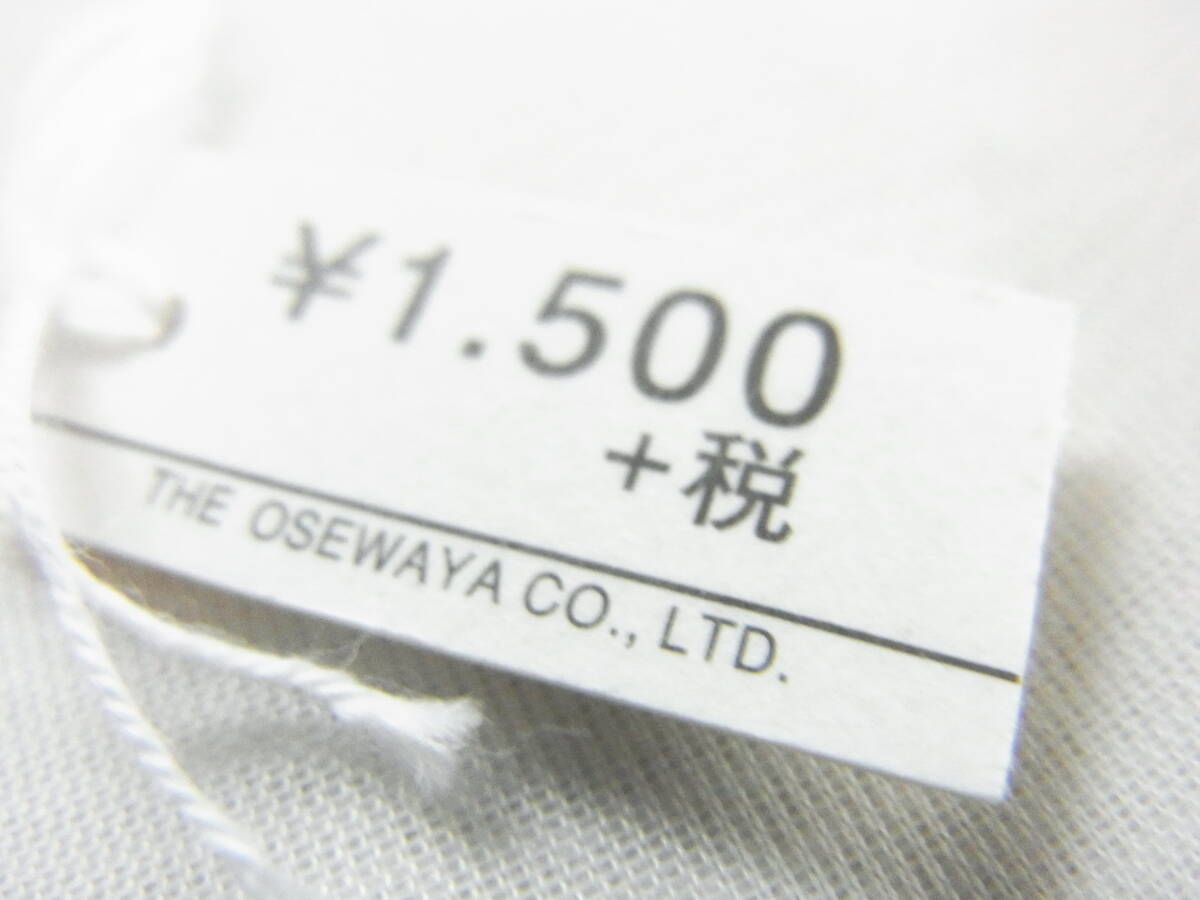 ¥1.500
+税
THE OSEWAYA CO., LTD.